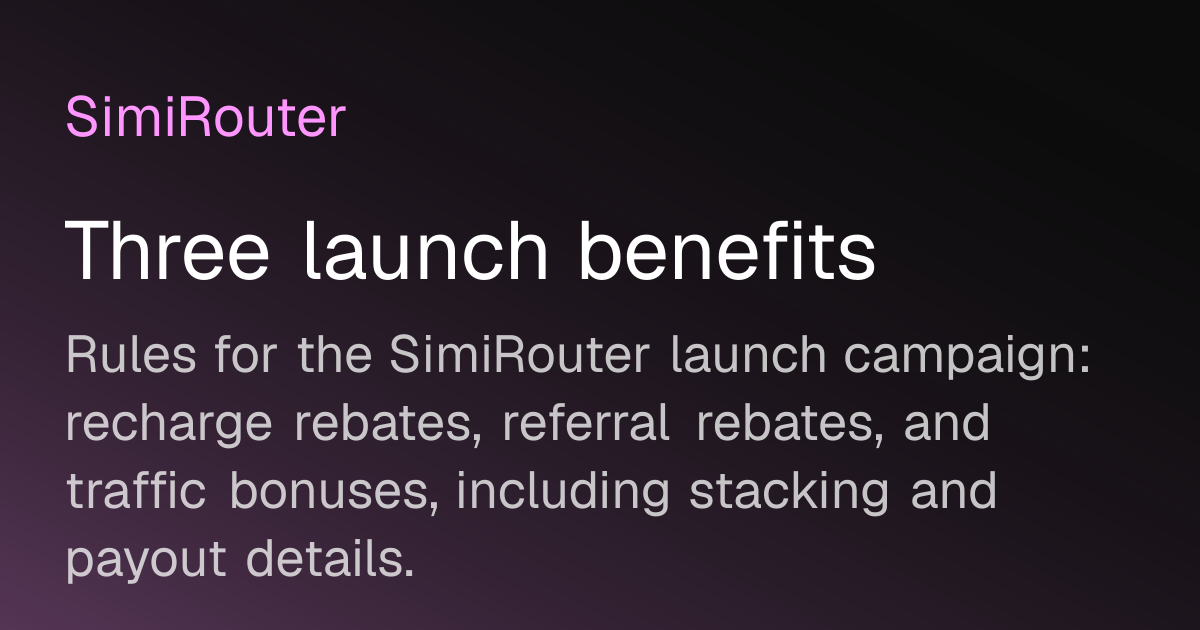 SimiRouter
Three launch benefits
Rules for the SimiRouter launch campaign:
recharge rebates, referral rebates, and
traffic bonuses, including stacking and
payout details.